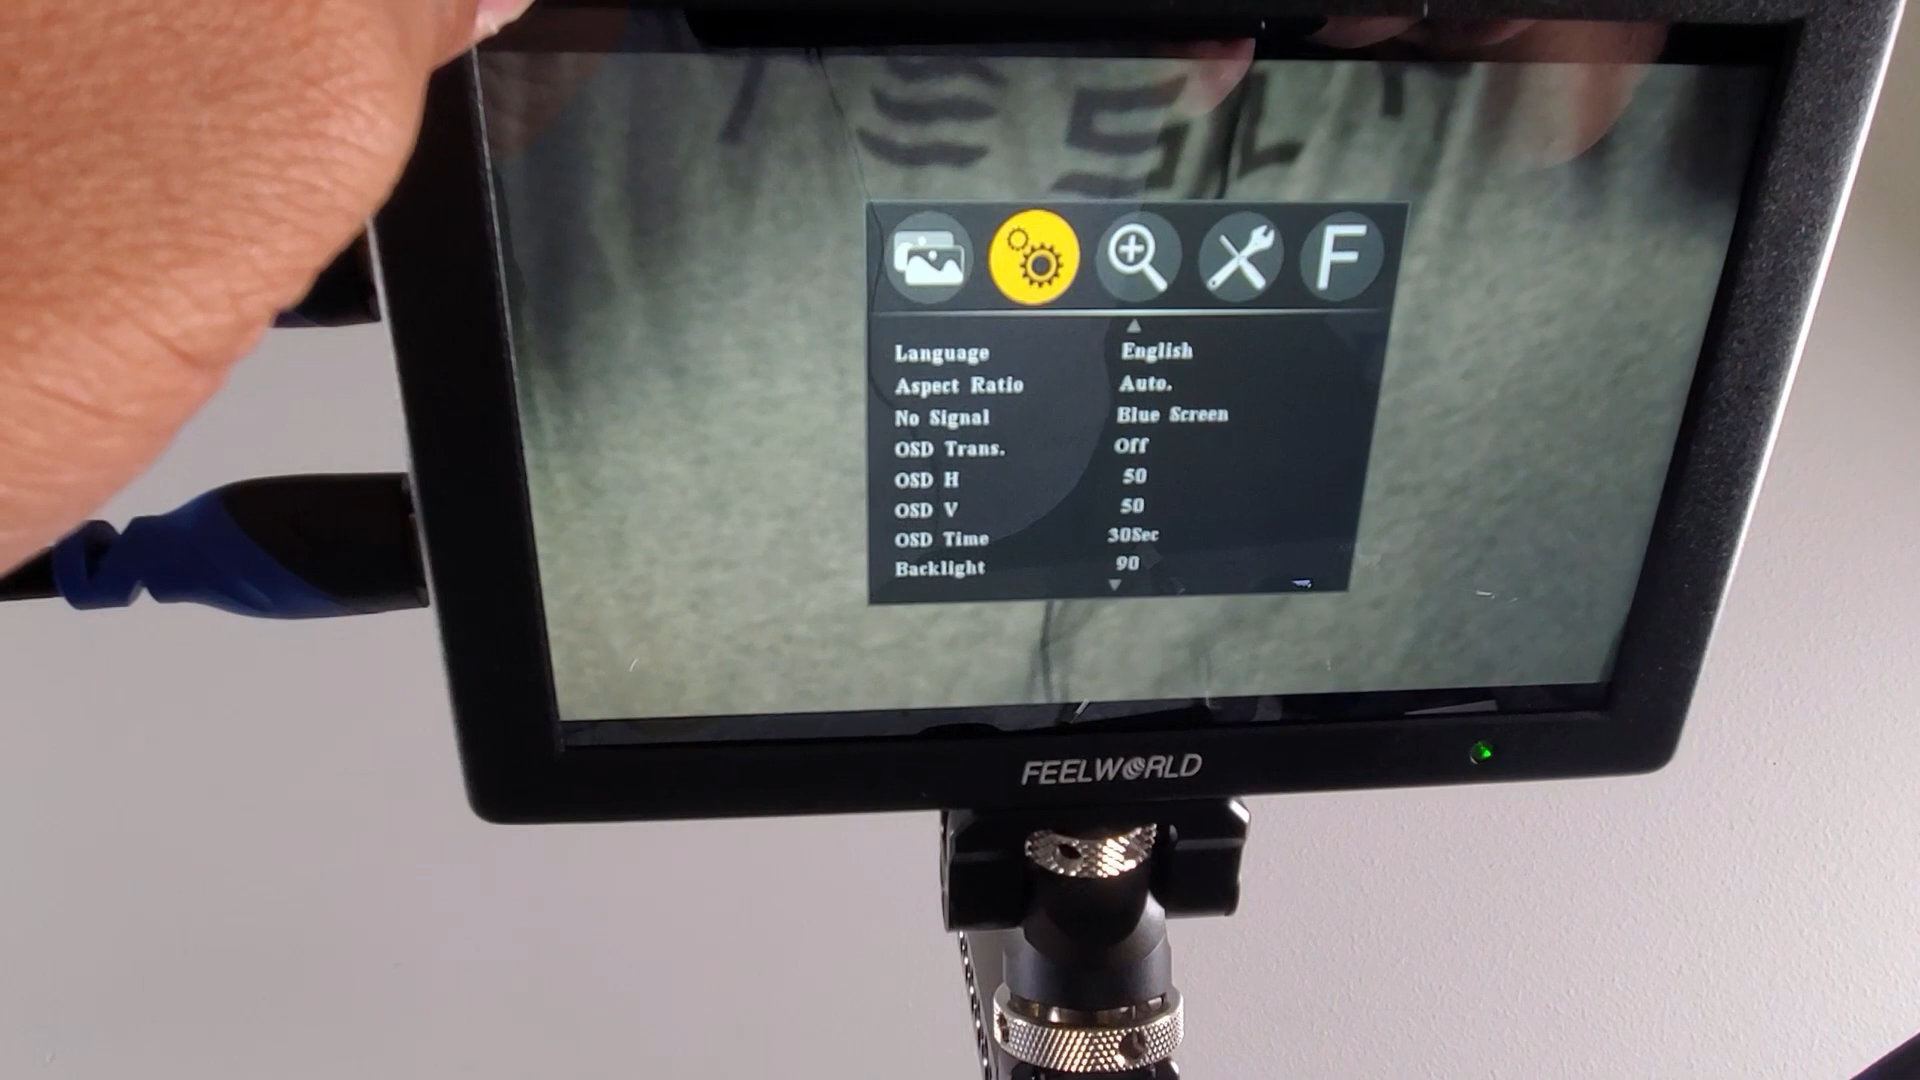 TESL
F
Language English
Aspect Ratio Auto.
No Signal Blue Screen
OSD Trans. Off
OSD H 50
OSD V 50
OSD Time 30Sec
Backlight 90
FEELWORLD